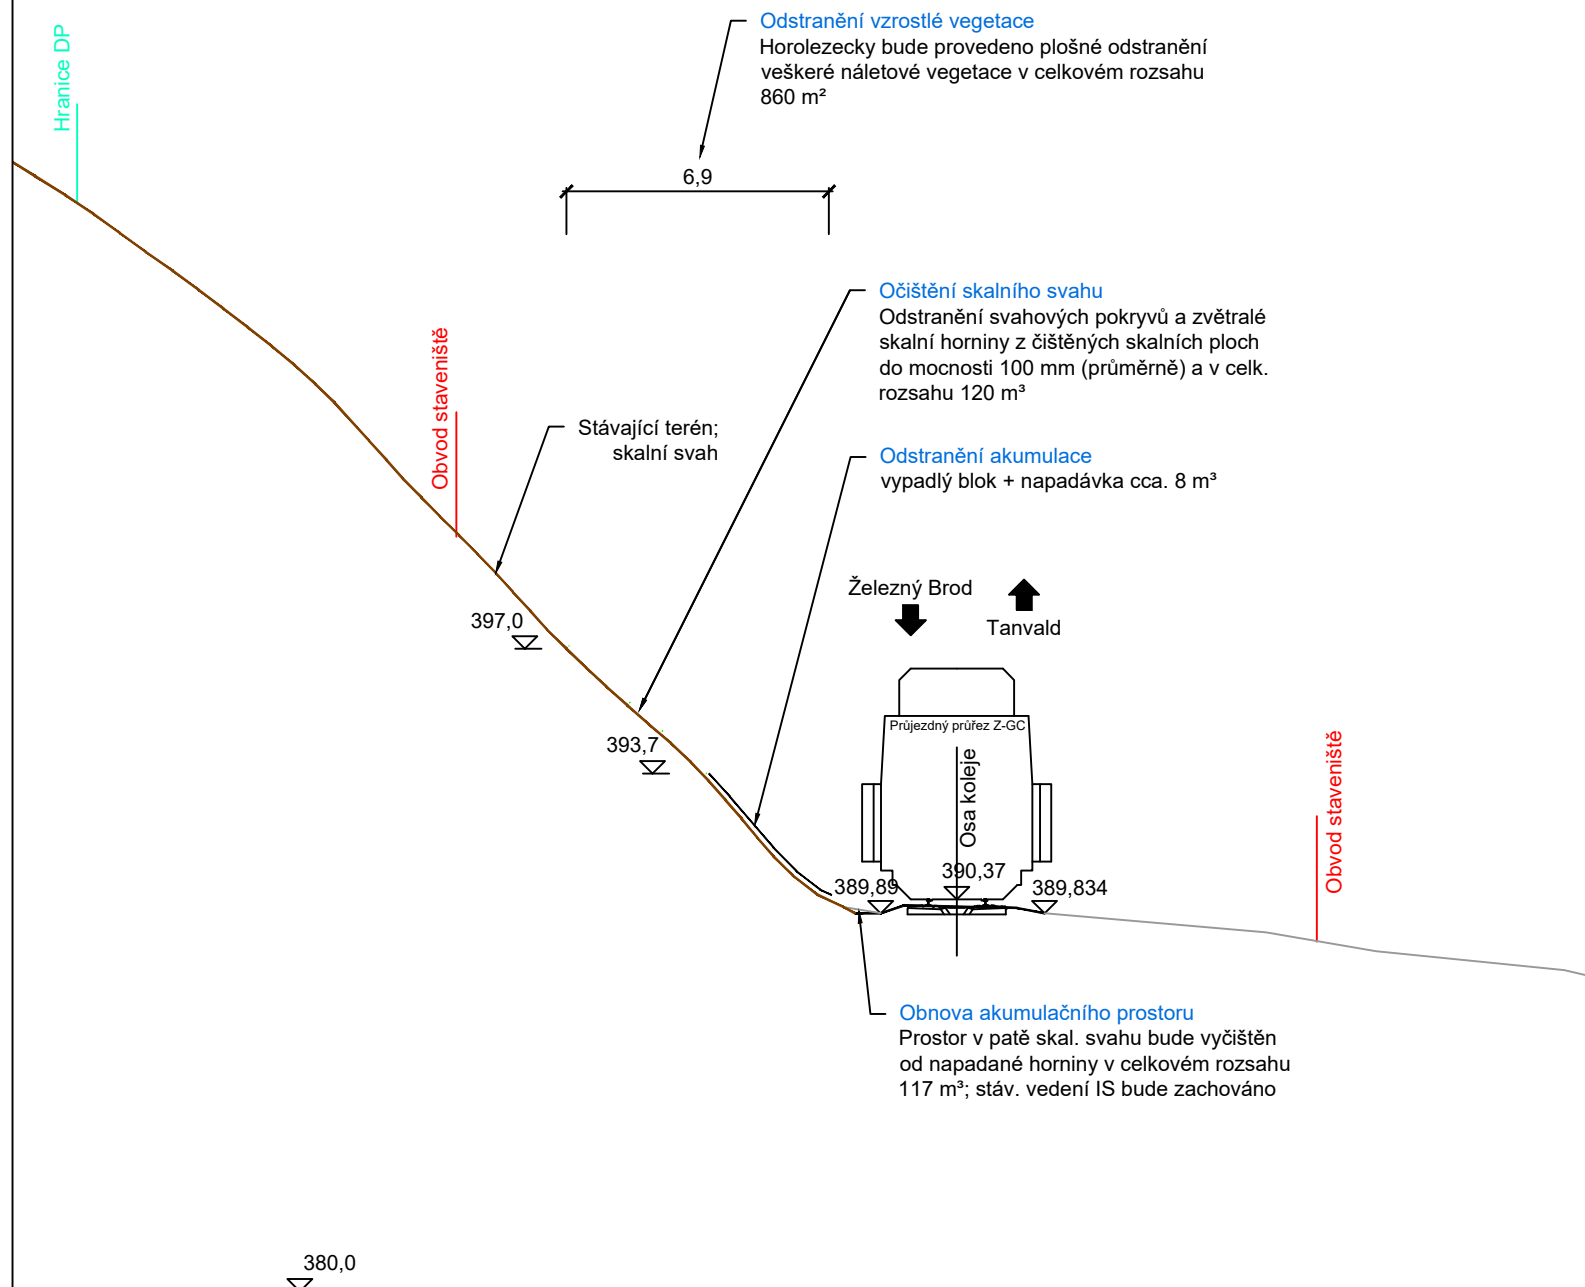 Odstranění vzrostlé vegetace
Horolezecky bude provedeno plošné odstranění
veškeré náletové vegetace v celkovém rozsahu
860 m²
Hranice DP
6,9
Očištění skalního svahu
Odstranění svahových pokryvů a zvětralé
skalní horniny z čištěných skalních ploch
do mocnosti 100 mm (průměrně) a v celk.
rozsahu 120 m³
Obvod staveniště
Stávající terén;
skalní svah
Odstranění akumulace
vypadlý blok + napadávka cca. 8 m³
Železný Brod
Tanvald
397,0
Průjezdný průřez Z-GC
393,7
Osa koleje
Obvod staveniště
390,37
389,89
389,834
Obnova akumulačního prostoru
Prostor v patě skal. svahu bude vyčištěn
od napadané horniny v celkovém rozsahu
117 m³; stáv. vedení IS bude zachováno
380,0